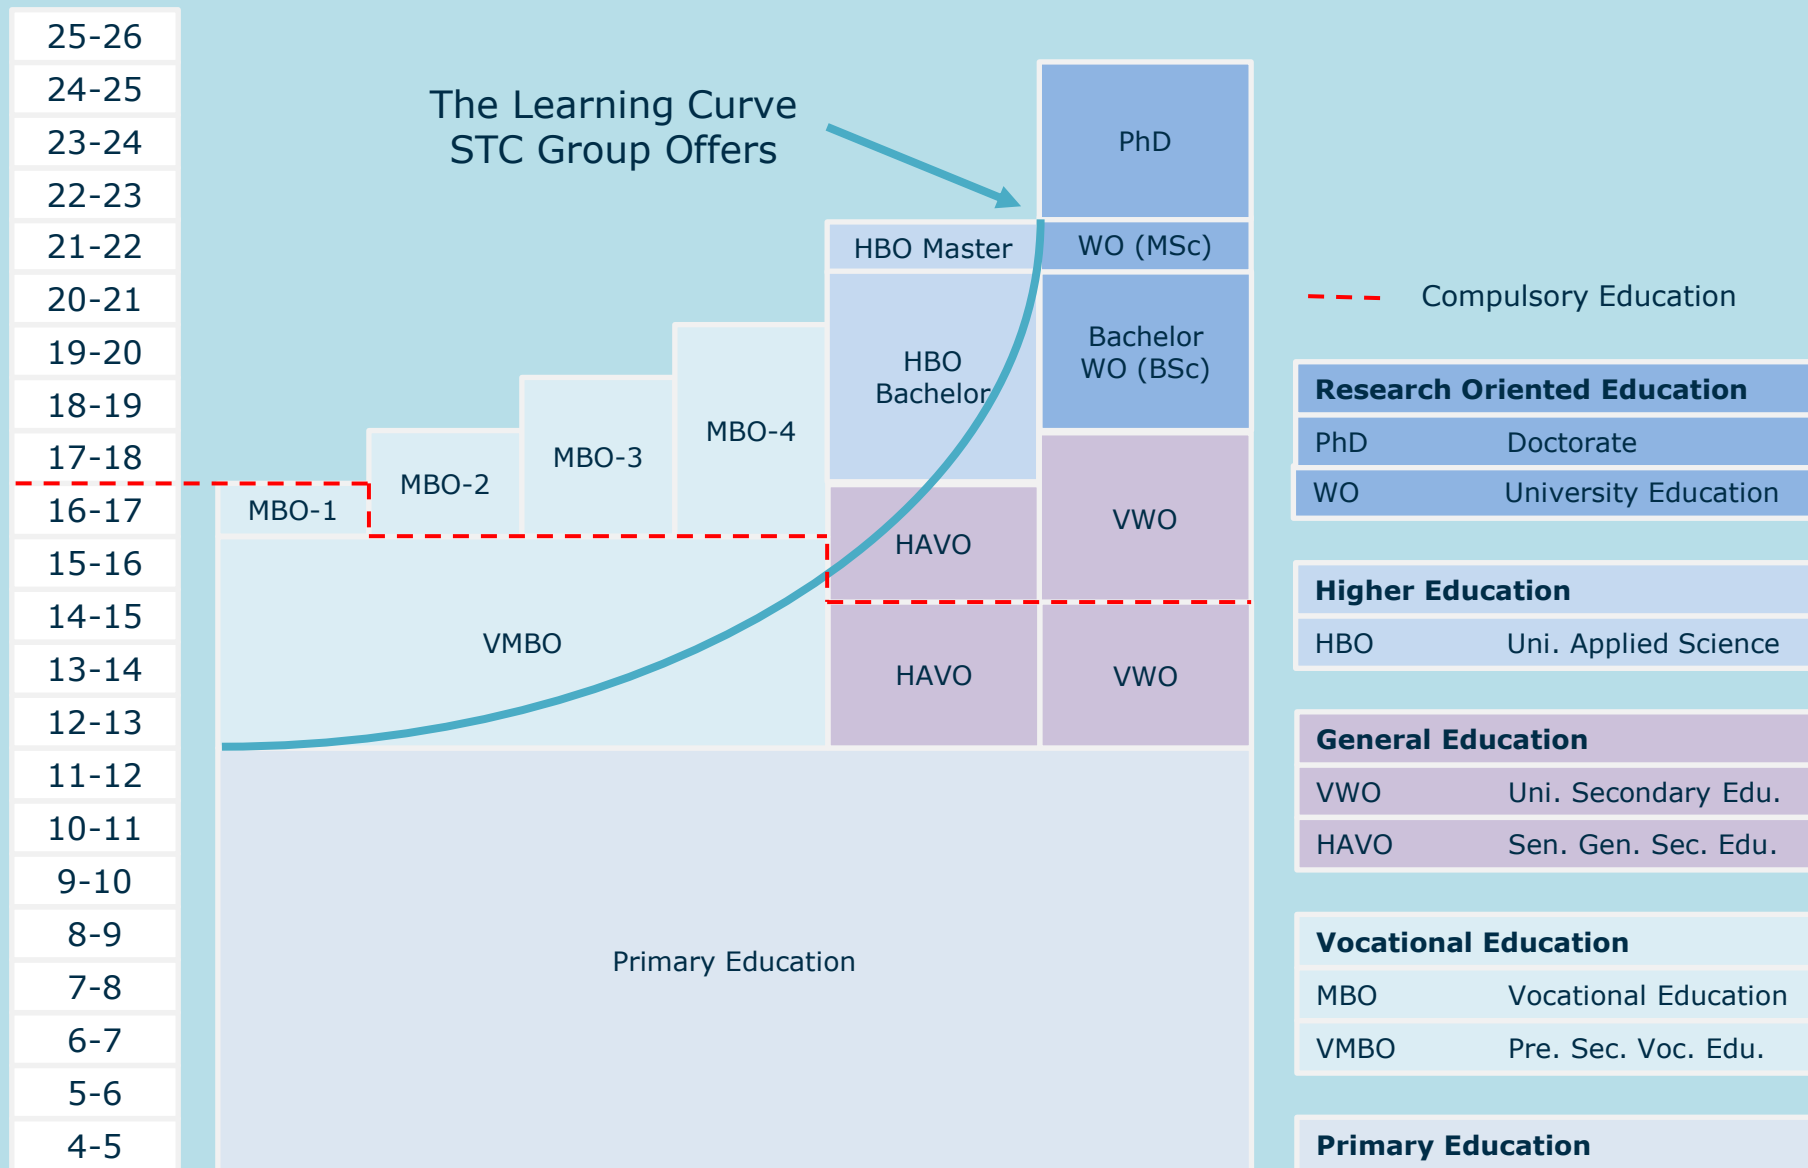 25-26
24-25
23-24
22-23
21-22
20-21
19-20
18-19
17-18
16-17
15-16
14-15
13-14
12-13
11-12
10-11
9-10
8-9
7-8
6-7
5-6
4-5
The Learning Curve
STC Group Offers
PhD
HBO Master
WO (MSc)
HBO
Bachelor
Bachelor
WO (BSc)
MBO-1
MBO-2
MBO-3
MBO-4
HAVO
VWO
VMBO
HAVO
VWO
Primary Education
Compulsory Education
Research Oriented Education
PhD Doctorate
WO University Education
Higher Education
HBO Uni. Applied Science
General Education
VWO Uni. Secondary Edu.
HAVO Sen. Gen. Sec. Edu.
Vocational Education
MBO Vocational Education
VMBO Pre. Sec. Voc. Edu.
Primary Education